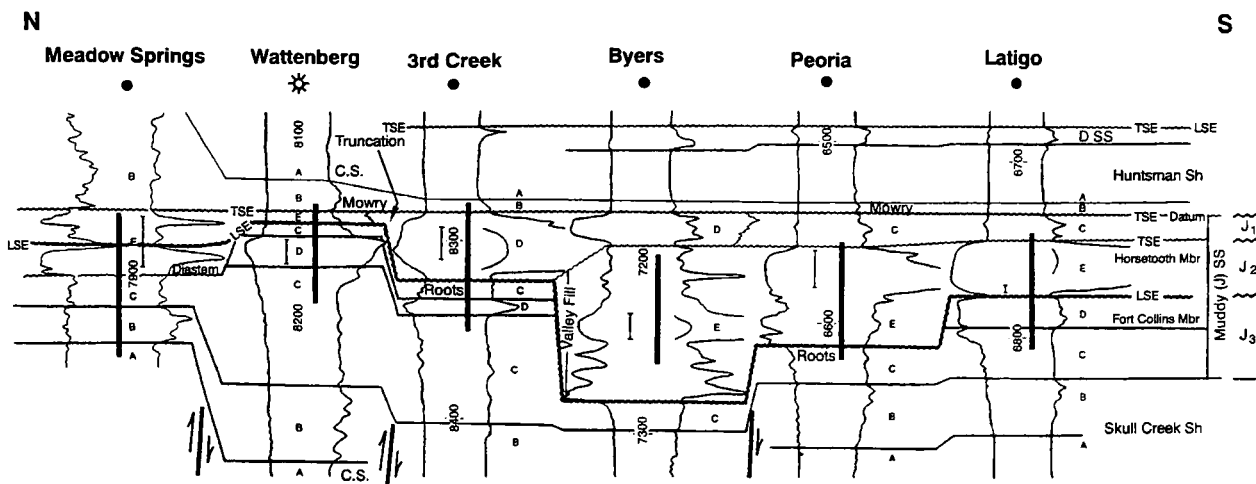 N
S
Meadow Springs
Wattenberg
3rd Creek
Byers
Peoria
Latigo
TSE
TSE
LSE
D SS
Truncation
8100
6500
6700
B
A
C.S.
Huntsman Sh
B
Mowry
A
B
Mowry
A
B
TSE
E
C
TSE
Datum
J1
LSE
LSE
E
D
8300
D
D
C
C
TSE
Horsetooth Mbr
J2
7900
Diastem
7200
E
C
C
Roots
C
D
Valley Fill
LSE
Muddy (J) SS
B
8200
E
6600
E
D
Fort Collins Mbr
6800
J3
A
Roots
C
C
C
B
8400
B
C
7300
B
B
Skull Creek Sh
A
A
A
C.S.